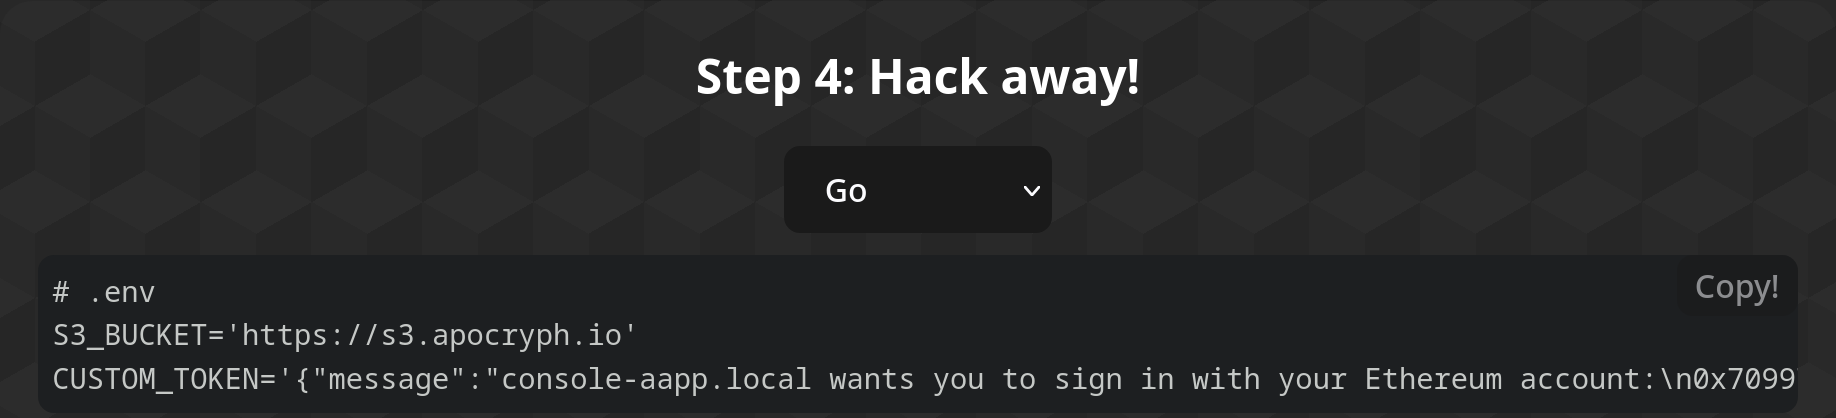 Step 4: Hack away!
Go
Copy!
# .env
S3_BUCKET='https://s3.apocryph.io'
CUSTOM_TOKEN='{"message":"console-aapp.local wants you to sign in with your Ethereum account:\n0x7099